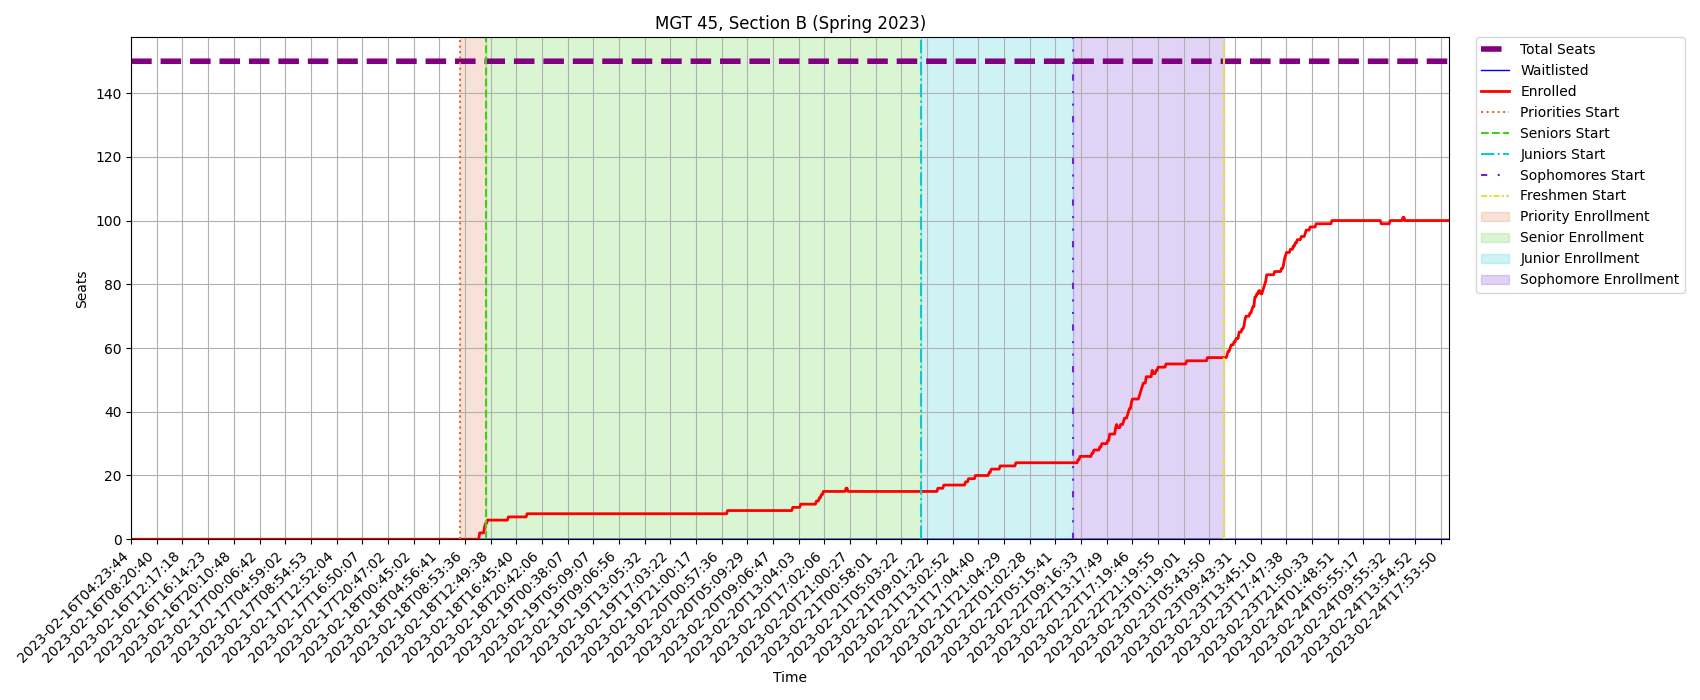 MGT 45, Section B (Spring 2023)
Total Seats
Waitlisted
Enrolled
Priorities Start
Seniors Start
Juniors Start
Sophomores Start
Freshmen Start
Priority Enrollment
Senior Enrollment
Junior Enrollment
Sophomore Enrollment
Seats
140
120
100
80
60
40
20
0
2023-02-16T04:23:44
2023-02-16T08:20:40
2023-02-16T12:17:18
2023-02-16T16:14:23
2023-02-16T20:10:48
2023-02-17T00:06:42
2023-02-17T04:59:02
2023-02-17T08:54:53
2023-02-17T12:52:04
2023-02-17T16:50:07
2023-02-17T20:47:02
2023-02-18T00:45:02
2023-02-18T04:56:41
2023-02-18T08:53:36
2023-02-18T12:49:38
2023-02-18T16:45:40
2023-02-18T20:42:06
2023-02-19T00:38:07
2023-02-19T05:09:07
2023-02-19T09:06:56
2023-02-19T13:05:32
2023-02-19T17:03:22
2023-02-19T21:00:17
2023-02-20T00:57:36
2023-02-20T05:09:29
2023-02-20T09:06:47
2023-02-20T13:04:03
2023-02-20T17:02:06
2023-02-20T21:00:27
2023-02-21T00:58:01
2023-02-21T05:03:22
2023-02-21T09:01:22
2023-02-21T13:02:52
2023-02-21T17:04:40
2023-02-21T21:04:29
2023-02-22T01:02:28
2023-02-22T05:15:41
2023-02-22T09:16:33
2023-02-22T13:17:49
2023-02-22T17:19:46
2023-02-22T21:19:55
2023-02-23T01:19:01
2023-02-23T05:43:50
2023-02-23T09:43:31
2023-02-23T13:45:10
2023-02-23T17:47:38
2023-02-23T21:50:33
2023-02-24T01:48:51
2023-02-24T05:55:17
2023-02-24T09:55:32
2023-02-24T13:54:52
2023-02-24T17:53:50
Time